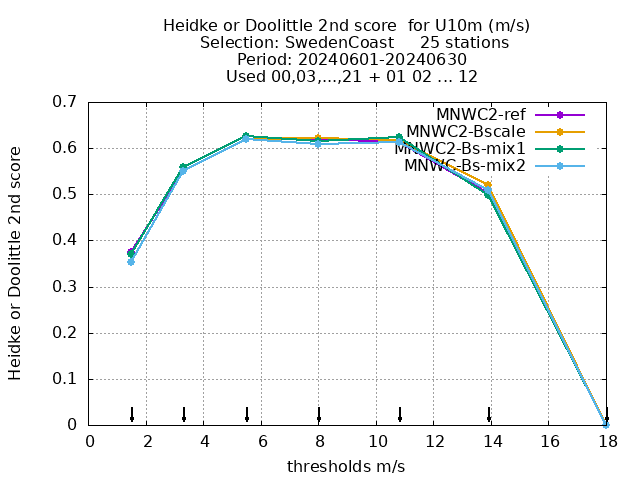 Heidke or Doolittle 2nd score  for U10m (m/s)
Selection: SwedenCoast     25 stations
Period: 20240601-20240630
Used 00,03,...,21 + 01 02 ... 12
MNWC2-ref
MNWC2-Bscale
MNWC2-Bs-mix1
MNWC-Bs-mix2
Heidke or Doolittle 2nd score
0.7
0.6
0.5
0.4
0.3
0.2
0.1
0
0 2 4 6 8 10 12 14 16 18
thresholds m/s